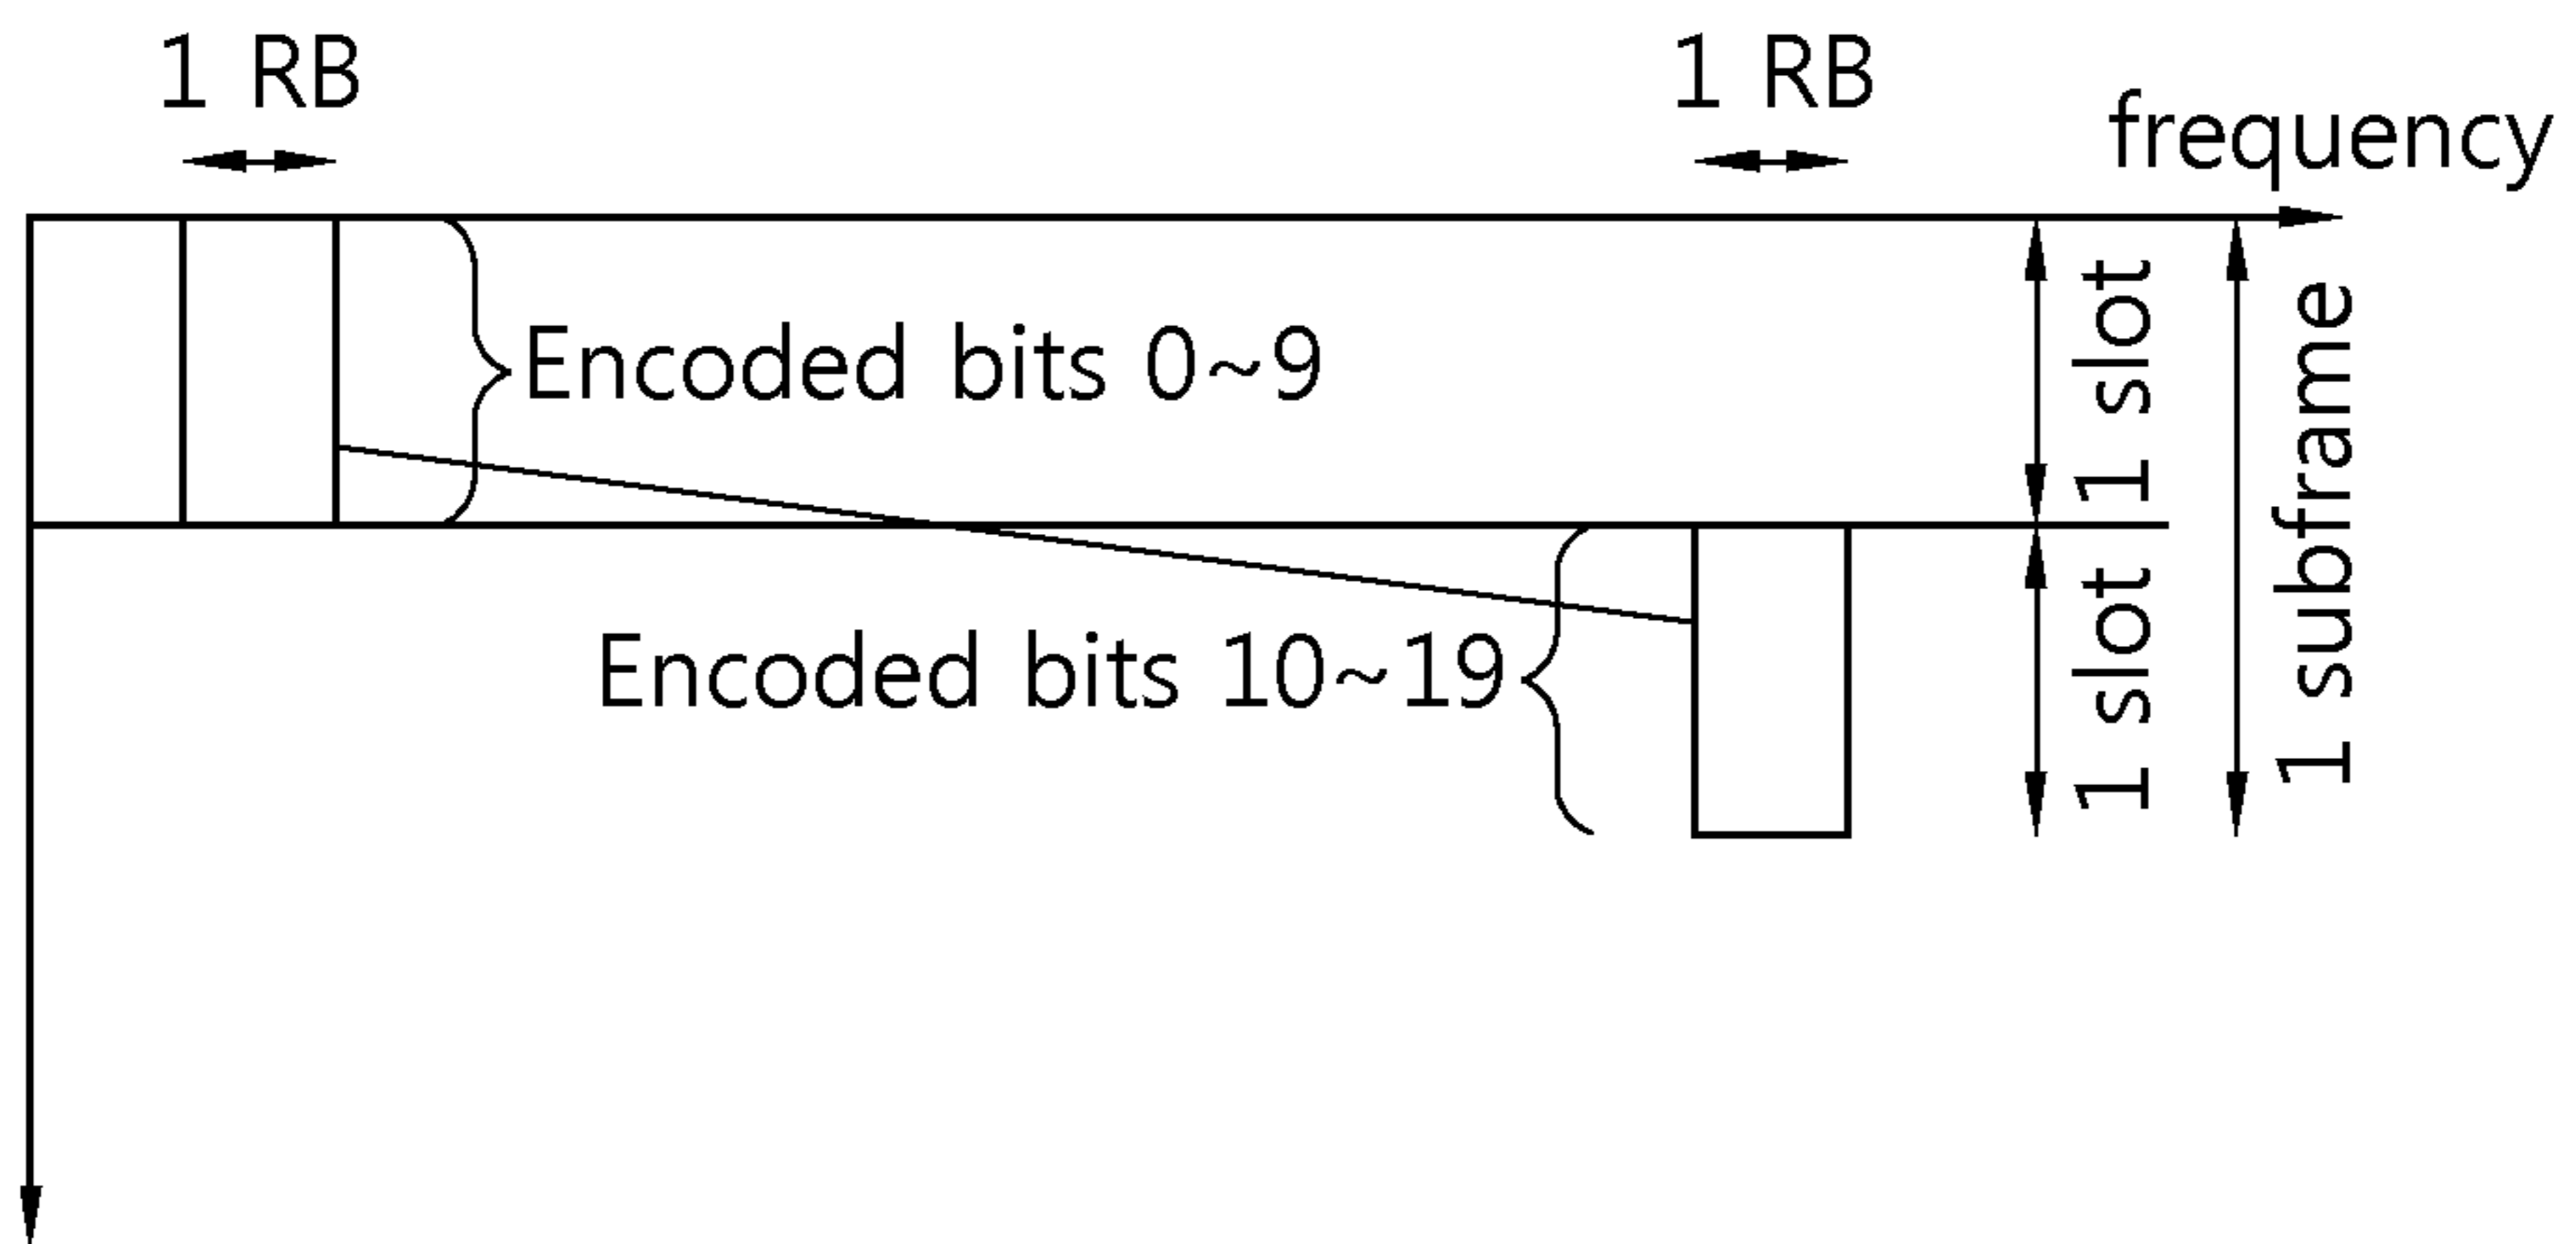 1 RB
1 RB
frequency
Encoded bits 0~9
1 slot
1 subframe
Encoded bits 10~19
1 slot